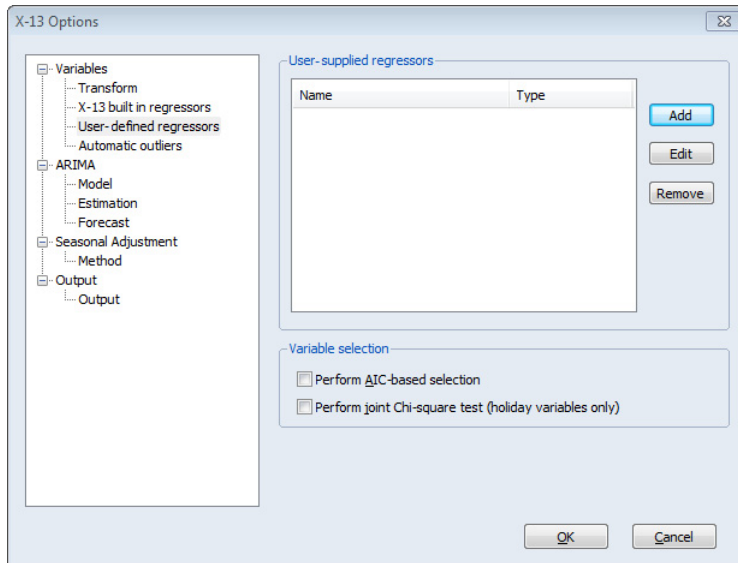 X-13 Options
Variables
Transform
X-13 built in regressors
User-defined regressors
Automatic outliers
ARIMA
Model
Estimation
Forecast
Seasonal Adjustment
Method
Output
Output
User-supplied regressors
Name Type
Add
Edit
Remove
Variable selection
Perform AIC-based selection
Perform joint Chi-square test (holiday variables only)
OK Cancel